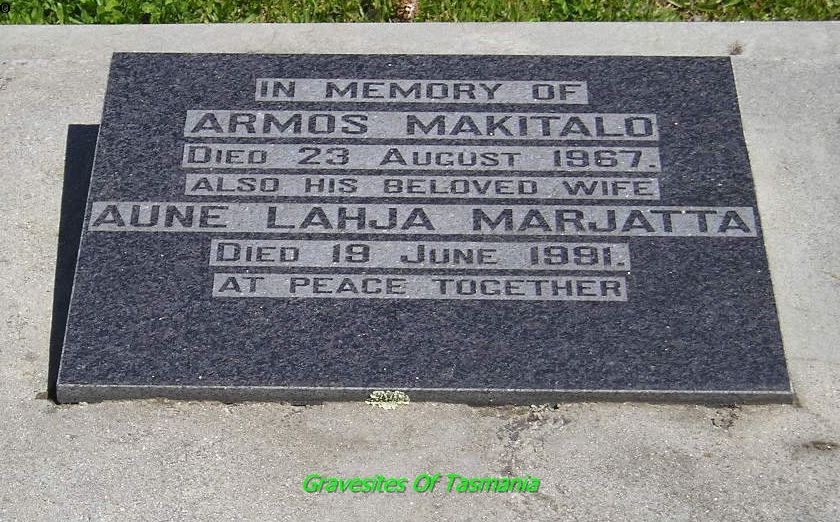 IN MEMORY OF
ARMOS MAKITALO
DIED 23 AUGUST 1967.
ALSO HIS BELOVED WIFE
AUNE LAHJA MARJATTA
DIED 19 JUNE 1991.
AT PEACE TOGETHER
Gravesites Of Tasmania